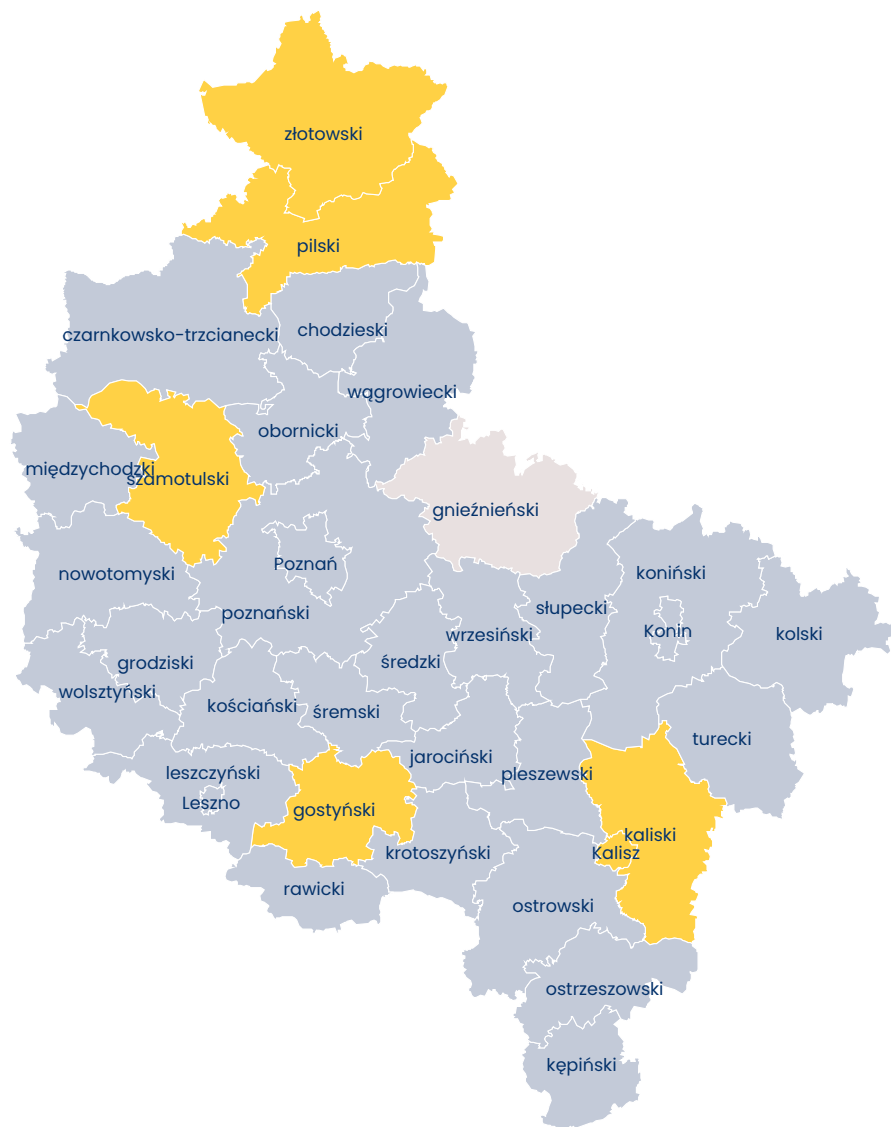 złotowski
pilski
czarnkowsko-trzcianecki
chodzieski
wągrowiecki
obornicki
międzychodzki
szamotulski
gnieźnieński
nowotomyski
Poznań
koniński
poznański
słupecki
wrzesiński
Konin
kolski
grodziski
średzki
wolsztyński
kościański
śremski
turecki
jarociński
leszczyński
pleszewski
Leszno
gostyński
kaliski
krotoszyński
Kalisz
rawicki
ostrowski
ostrzeszowski
kępiński